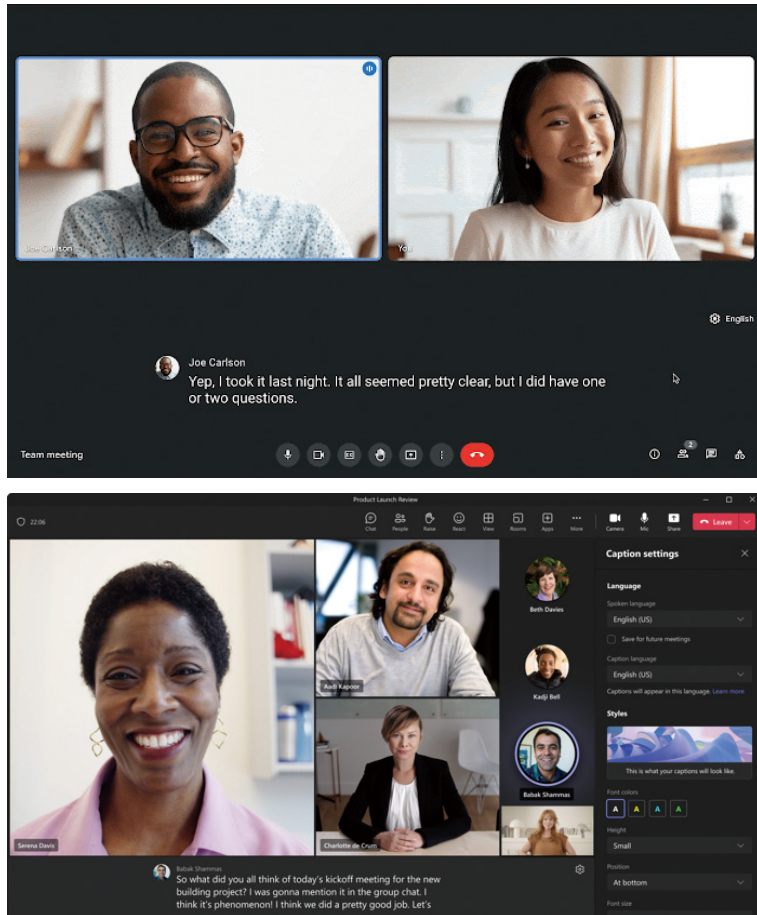 Joe Carlson
You
English
Joe Carlson
Yep, I took it last night. It all seemed pretty clear, but I did have one
or two questions.
Team meeting
2
Product Launch Review
22:06
Chat People Raise React View Rooms Apps More Camera Mic Share Leave
Caption settings
Language
Spoken language
English (US)
Save for future meetings
Caption language
English (US)
Captions will appear in this language. Learn more
Styles
This is what your captions will look like.
Font colors
A A A A
Height
Small
Position
At bottom
Font size
Beth Davies
Kadji Bell
Babak Shammas
Aadi Kapoor
Serena Davis
Charlotte de Crum
Babak Shammas
So what did you all think of today's kickoff meeting for the new
building project? I was gonna mention it in the group chat. I
think it's phenomenon! I think we did a pretty good job. Let's